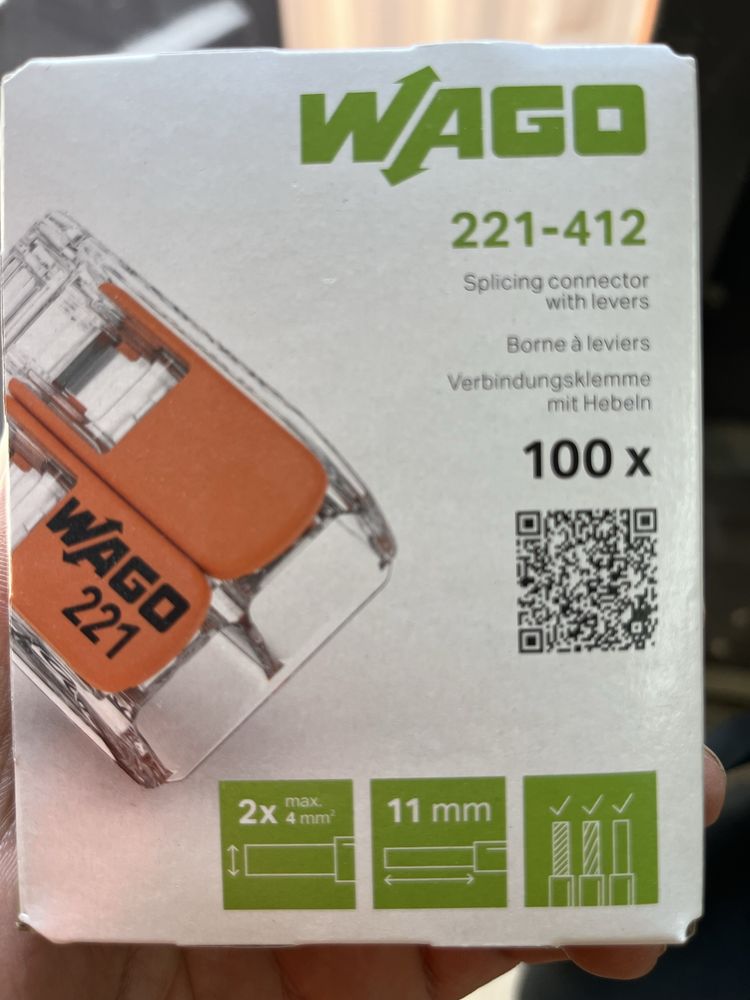 WAGO
221-412
Splicing connector
with levers
Borne à leviers
Verbindungsklemme
mit Hebeln
100 x
WAGO
221
2x max.
4 mm²
11 mm